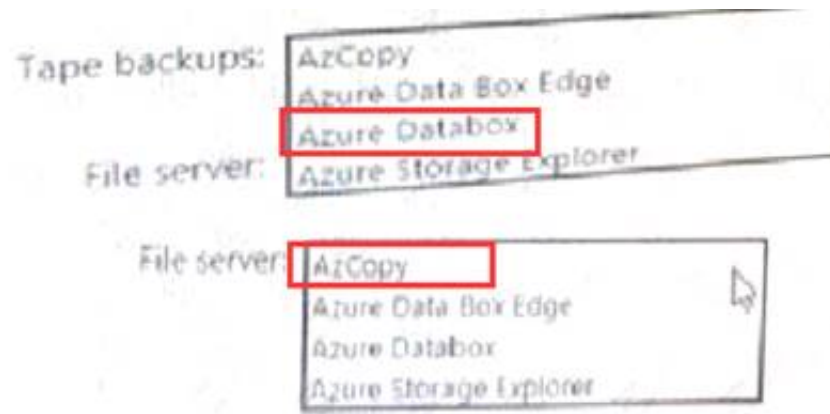 Tape backups: AzCopy
Azure Data Box Edge
Azure Databox
File server: Azure Storage Explorer
File server: AzCopy
Azure Data Box Edge
Azure Databox
Azure Storage Explorer